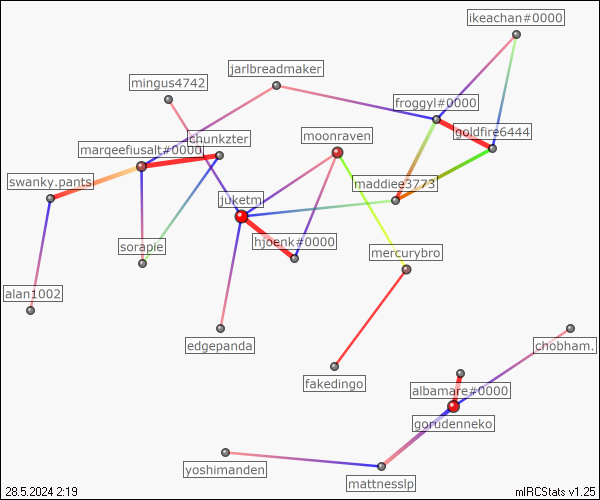 ikeachan#0000
jarlbreadmaker
mingus4742
froggyl#0000
goldfire6444
moonraven
chunkzter
marqeefiusalt#0000
swanky.pants
maddiee3773
juketm
hjoenk#0000
sorapie
mercurybro
alan1002
edgepanda
chobham.
fakedingo
albamare#0000
gorudenneko
yoshimanden
mattnesslp
28.5.2024 2:19
mIRCStats v1.25